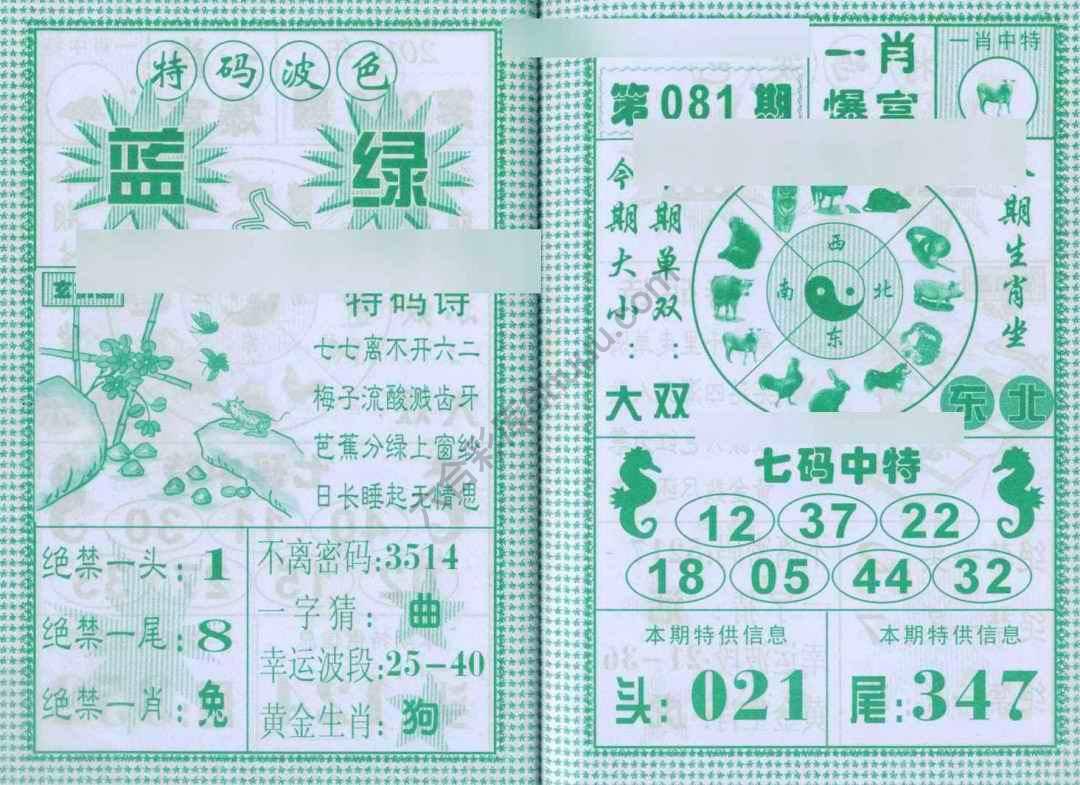 特码波色
蓝 绿
特码诗
七七离不开六二
梅子流酸溅齿牙
芭蕉分绿上窗纱
日长睡起无情思
绝禁一头:1
绝禁一尾:8
绝禁一肖:兔
不离密码:3514
一字猜:曲
幸运波段:25-40
黄金生肖:狗
第081期
一肖
爆富
一肖中特
今期大小:大
期单双:双
期生肖坐
东北
西
南 北
东
七码中特
12 37 22
18 05 44 32
本期特供信息
头:021
本期特供信息
尾:347